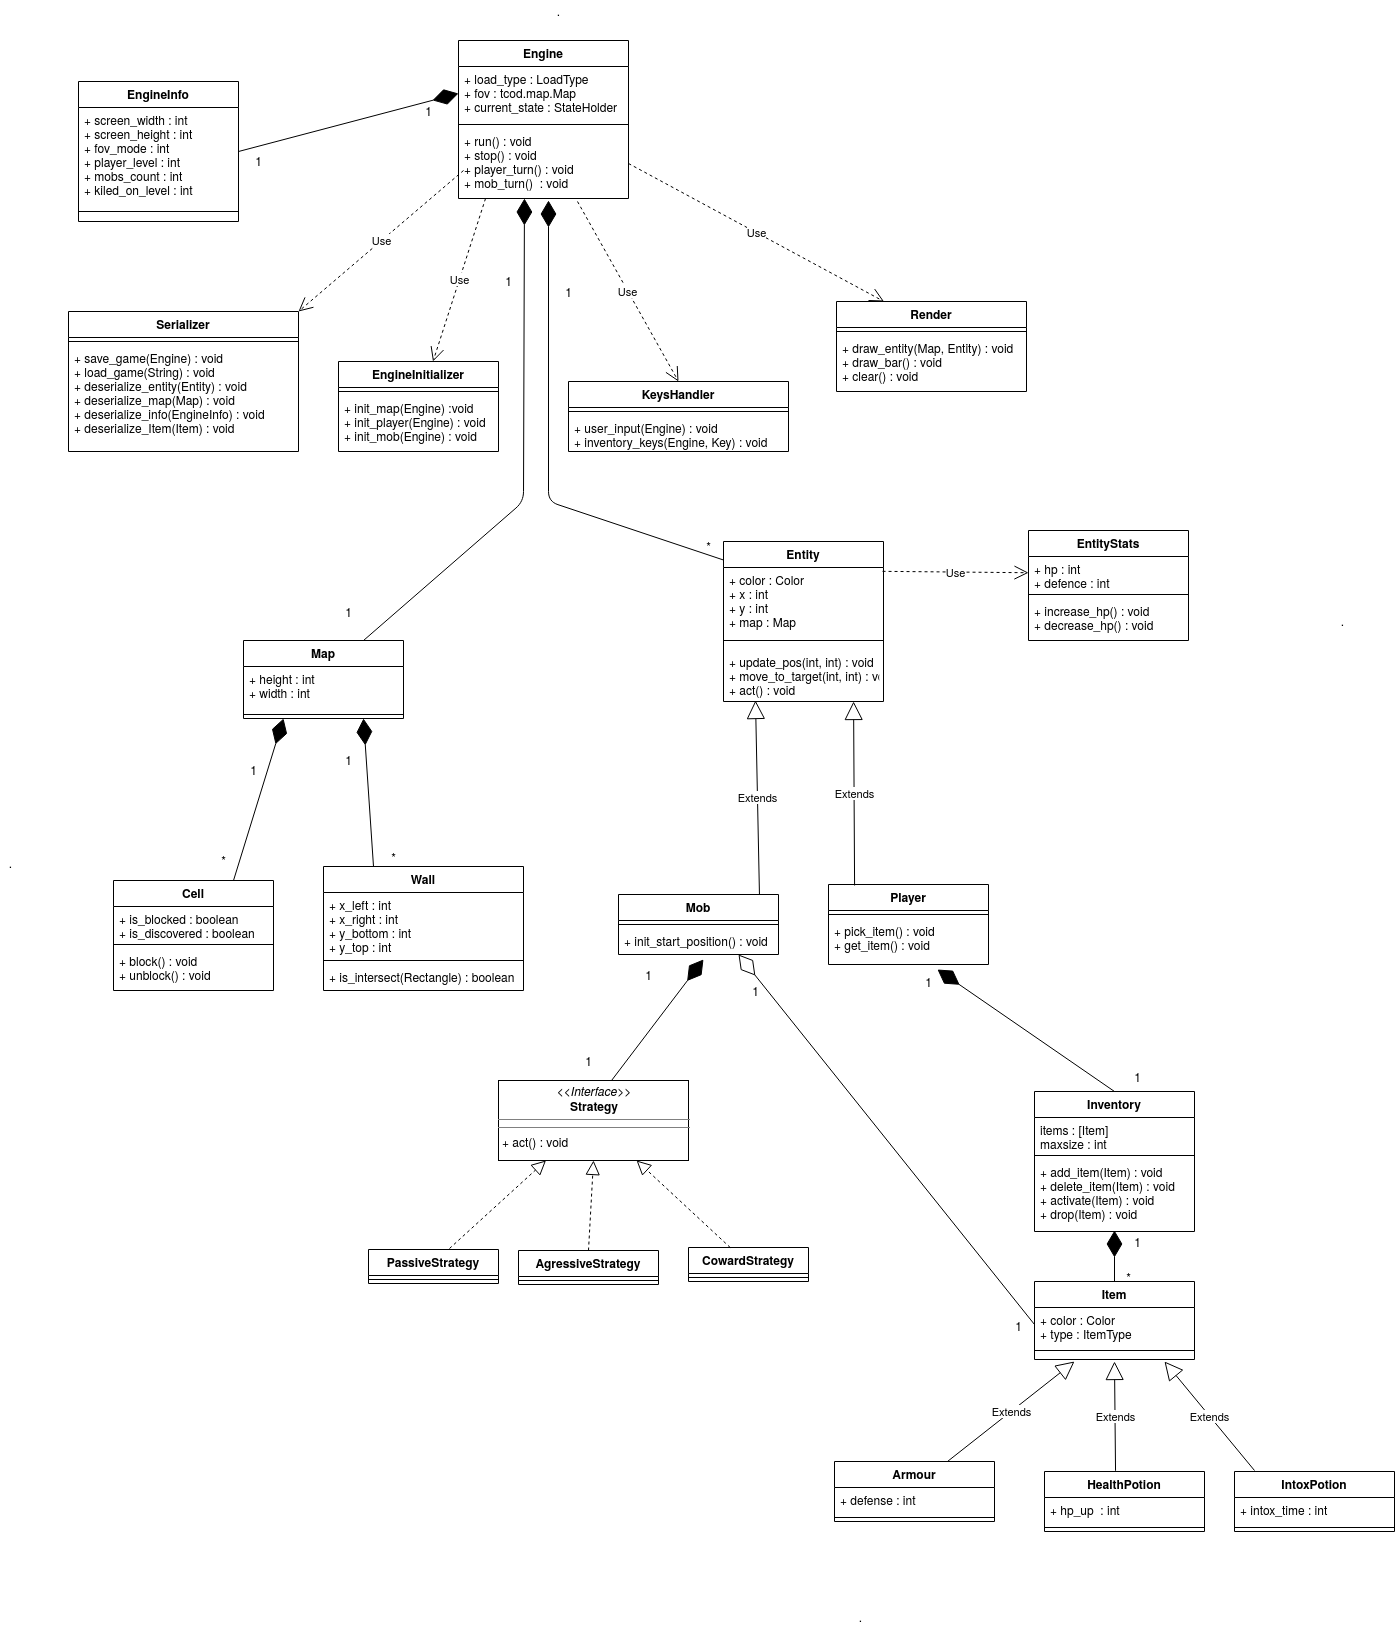 Engine
+ load_type : LoadType
+ fov : tcod.map.Map
+ current_state : StateHolder
+ run() : void
+ stop() : void
+ player_turn() : void
+ mob_turn()  : void
EngineInfo
+ screen_width : int
+ screen_height : int
+ fov_mode : int
+ player_level : int
+ mobs_count : int
+ kiled_on_level : int
1
1
Use
Use
1
1
Use
Use
Serializer
+ save_game(Engine) : void
+ load_game(String) : void
+ deserialize_entity(Entity) : void
+ deserialize_map(Map) : void
+ deserialize_info(EngineInfo) : void
+ deserialize_Item(Item) : void
EngineInitializer
+ init_map(Engine) :void
+ init_player(Engine) : void
+ init_mob(Engine) : void
KeysHandler
+ user_input(Engine) : void
+ inventory_keys(Engine, Key) : void
Render
+ draw_entity(Map, Entity) : void
+ draw_bar() : void
+ clear() : void
*
Entity
+ color : Color
+ x : int
+ y : int
+ map : Map
+ update_pos(int, int) : void
+ move_to_target(int, int) : v
+ act() : void
Use
EntityStats
+ hp : int
+ defence : int
+ increase_hp() : void
+ decrease_hp() : void
1
Map
+ height : int
+ width : int
1
1
*
*
Cell
+ is_blocked : boolean
+ is_discovered : boolean
+ block() : void
+ unblock() : void
Wall
+ x_left : int
+ x_right : int
+ y_bottom : int
+ y_top : int
+ is_intersect(Rectangle) : boolean
Extends
Extends
Mob
+ init_start_position() : void
Player
+ pick_item() : void
+ get_item() : void
1
1
1
1
1
<<Interface>>
Strategy
+ act() : void
PassiveStrategy
AgressiveStrategy
CowardStrategy
Inventory
items : [Item]
maxsize : int
+ add_item(Item) : void
+ delete_item(Item) : void
+ activate(Item) : void
+ drop(Item) : void
1
*
1
Item
+ color : Color
+ type : ItemType
Extends
Extends
Extends
Armour
+ defense : int
HealthPotion
+ hp_up  : int
IntoxPotion
+ intox_time : int